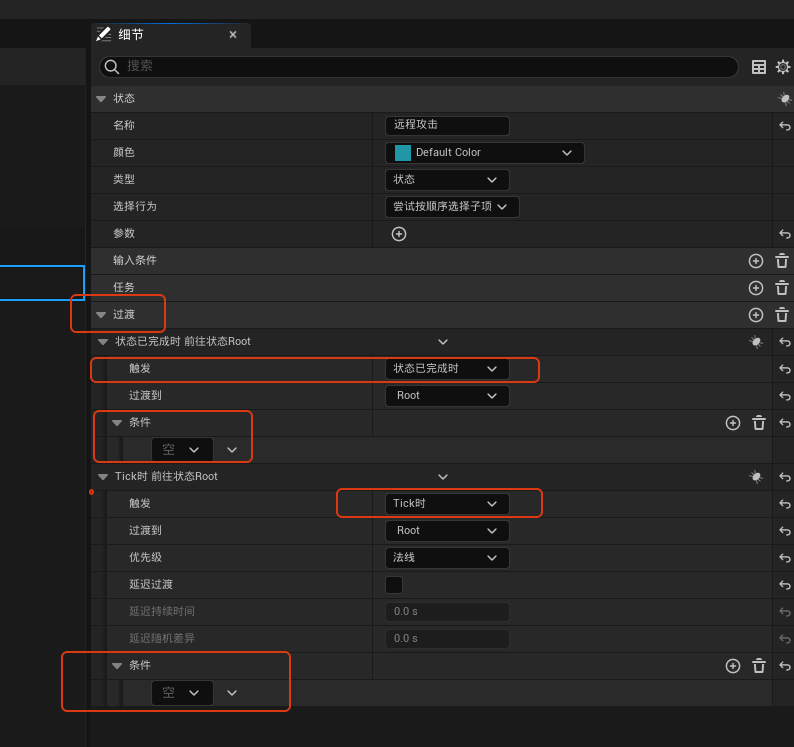 细节
搜索
状态
名称 远程攻击
颜色 Default Color
类型 状态
选择行为 尝试按顺序选择子项
参数
输入条件
任务
过渡
状态已完成时 前往状态Root
触发 状态已完成时
过渡到 Root
条件
空
Tick时 前往状态Root
触发 Tick时
过渡到 Root
优先级 法线
延迟过渡
延迟持续时间 0.0 s
延迟随机差异 0.0 s
条件
空